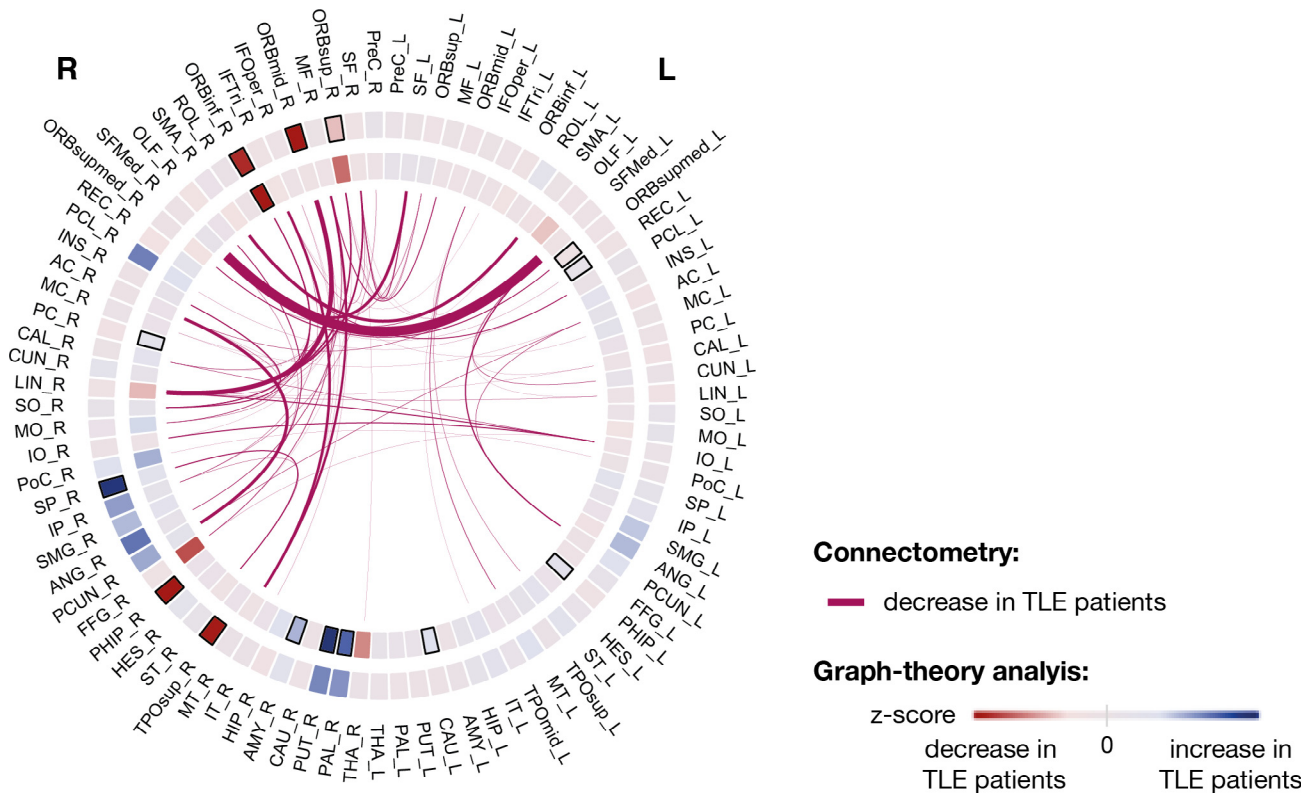 R
L
PreC_R
SF_R
ORBsup_R
MF_R
ORBmid_R
IFOper_R
IFTri_R
ORBinf_R
ROL_R
SMA_R
OLF_R
SFMed_R
ORBsupmed_R
REC_R
PCL_R
INS_R
AC_R
MC_R
PC_R
CAL_R
CUN_R
LIN_R
SO_R
MO_R
IO_R
PoC_R
SP_R
IP_R
SMG_R
ANG_R
PCUN_R
FFG_R
PHIP_R
HES_R
ST_R
TPOsup_R
MT_R
IT_R
HIP_R
AMY_R
CAU_R
PUT_R
PAL_R
THA_R
PreC_L
SF_L
ORBsup_L
MF_L
ORBmid_L
IFOper_L
IFTri_L
ORBinf_L
ROL_L
SMA_L
OLF_L
SFMed_L
ORBsupmed_L
REC_L
PCL_L
INS_L
AC_L
MC_L
PC_L
CAL_L
CUN_L
LIN_L
SO_L
MO_L
IO_L
PoC_L
SP_L
IP_L
SMG_L
ANG_L
PCUN_L
FFG_L
PHIP_L
HES_L
ST_L
TPOsup_L
MT_L
TPOmid_L
IT_L
HIP_L
AMY_L
CAU_L
PUT_L
PAL_L
THA_L
Connectometry:
decrease in TLE patients
Graph-theory analyis:
z-score
decrease in
TLE patients
0
increase in
TLE patients